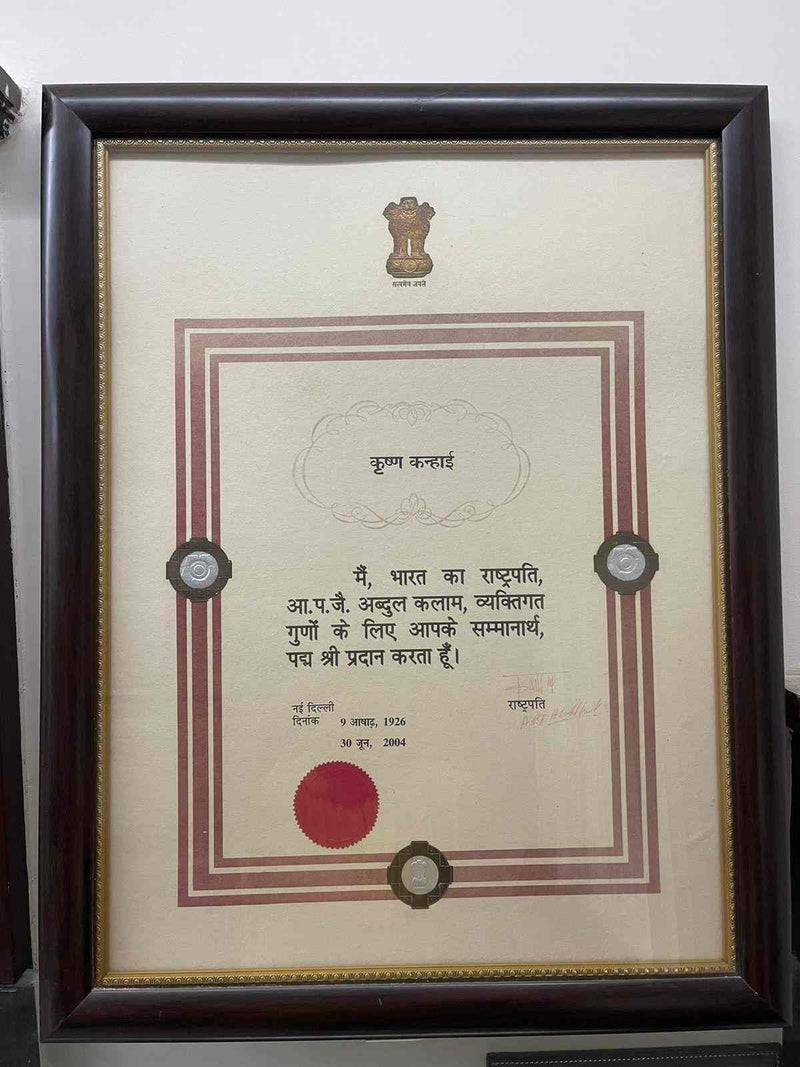 सत्यमेव जयते
कृष्ण कन्हाई
मैं, भारत का राष्ट्रपति,
आ.प.जै. अब्दुल कलाम, व्यक्तिगत
गुणों के लिए आपके सम्मानार्थ,
पद्म श्री प्रदान करता हूँ।
नई दिल्ली
दिनांक 9 आषाढ़, 1926
30 जून, 2004
राष्ट्रपति